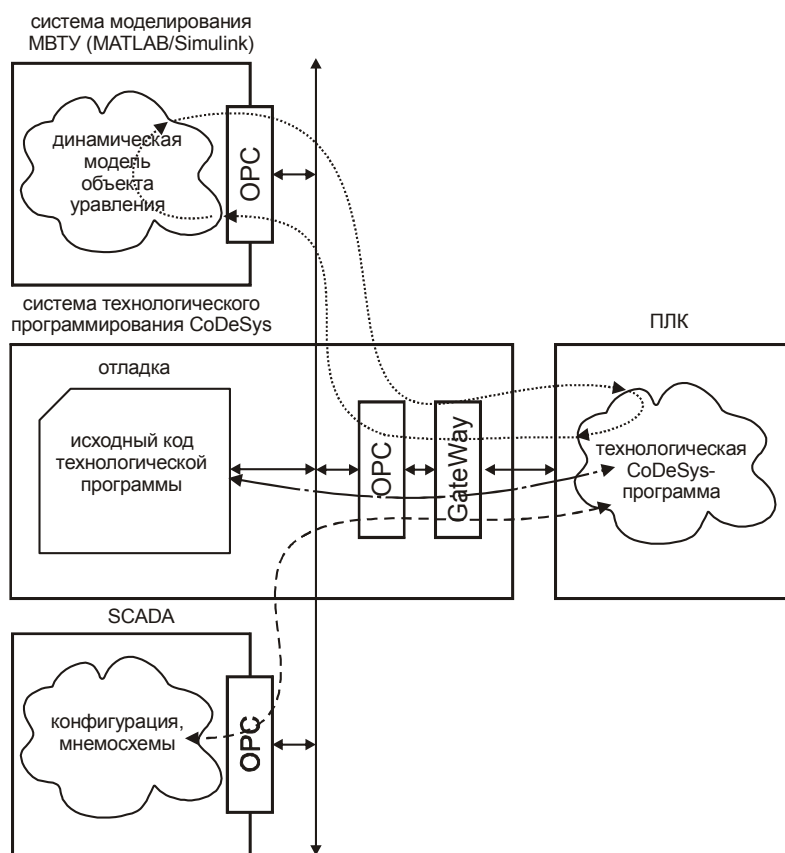 система моделирования
МВТУ (MATLAB/Simulink)
динамическая
модель
объекта
уравления
OPC
система технологического
программирования CoDeSys
ПЛК
отладка
исходный код
технологической
программы
OPC
GateWay
технологическая
CoDeSys-
программа
SCADA
конфигурация,
мнемосхемы
OPC